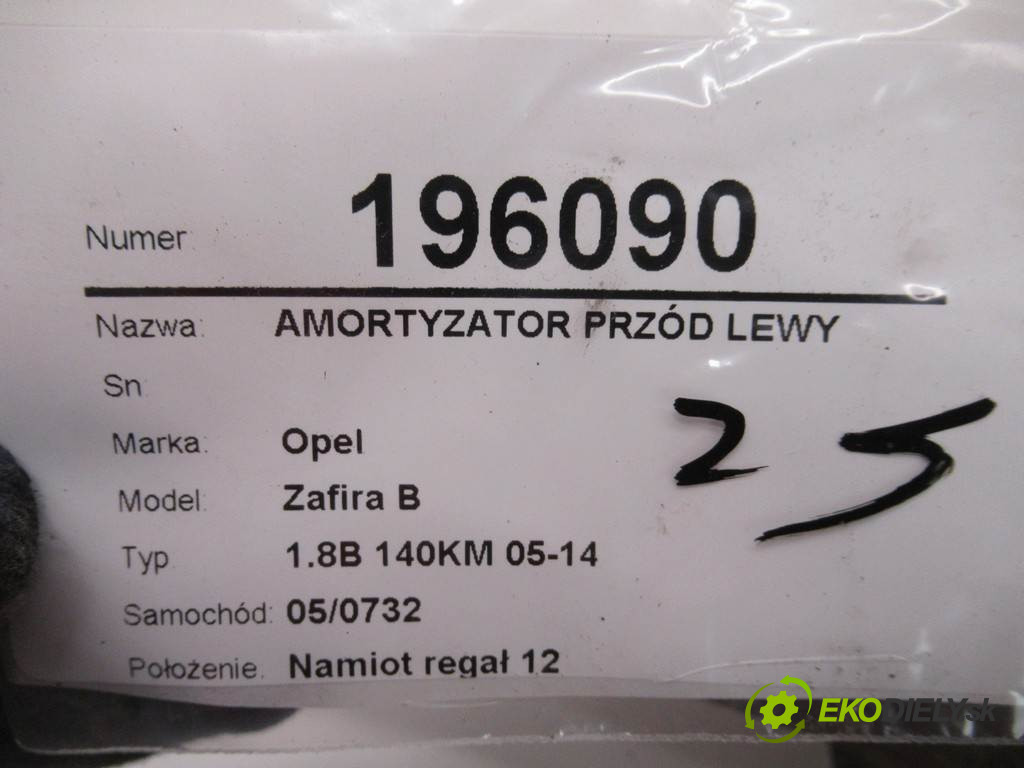 Numer: 196090
Nazwa: AMORTYZATOR PRZÓD LEWY
Sn:
Marka: Opel
Model: Zafira B
Typ 1.8B 140KM 05-14
Samochód: 05/0732
Położenie. Namiot regał 12
25
EKODIELY.sk